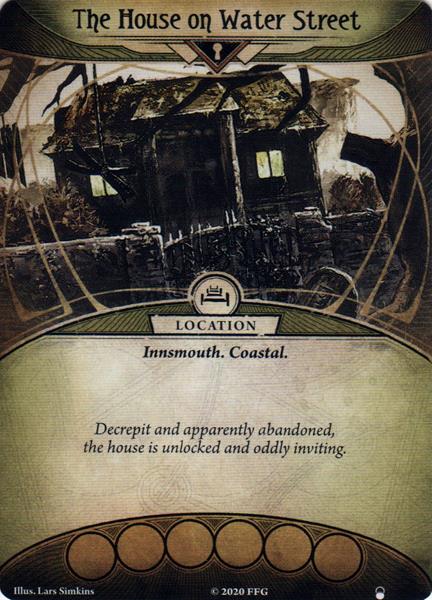 The House on Water Street
LOCATION
Innsmouth. Coastal.
Decrepit and apparently abandoned,
the house is unlocked and oddly inviting.
Illus. Lars Simkins © 2020 FFG